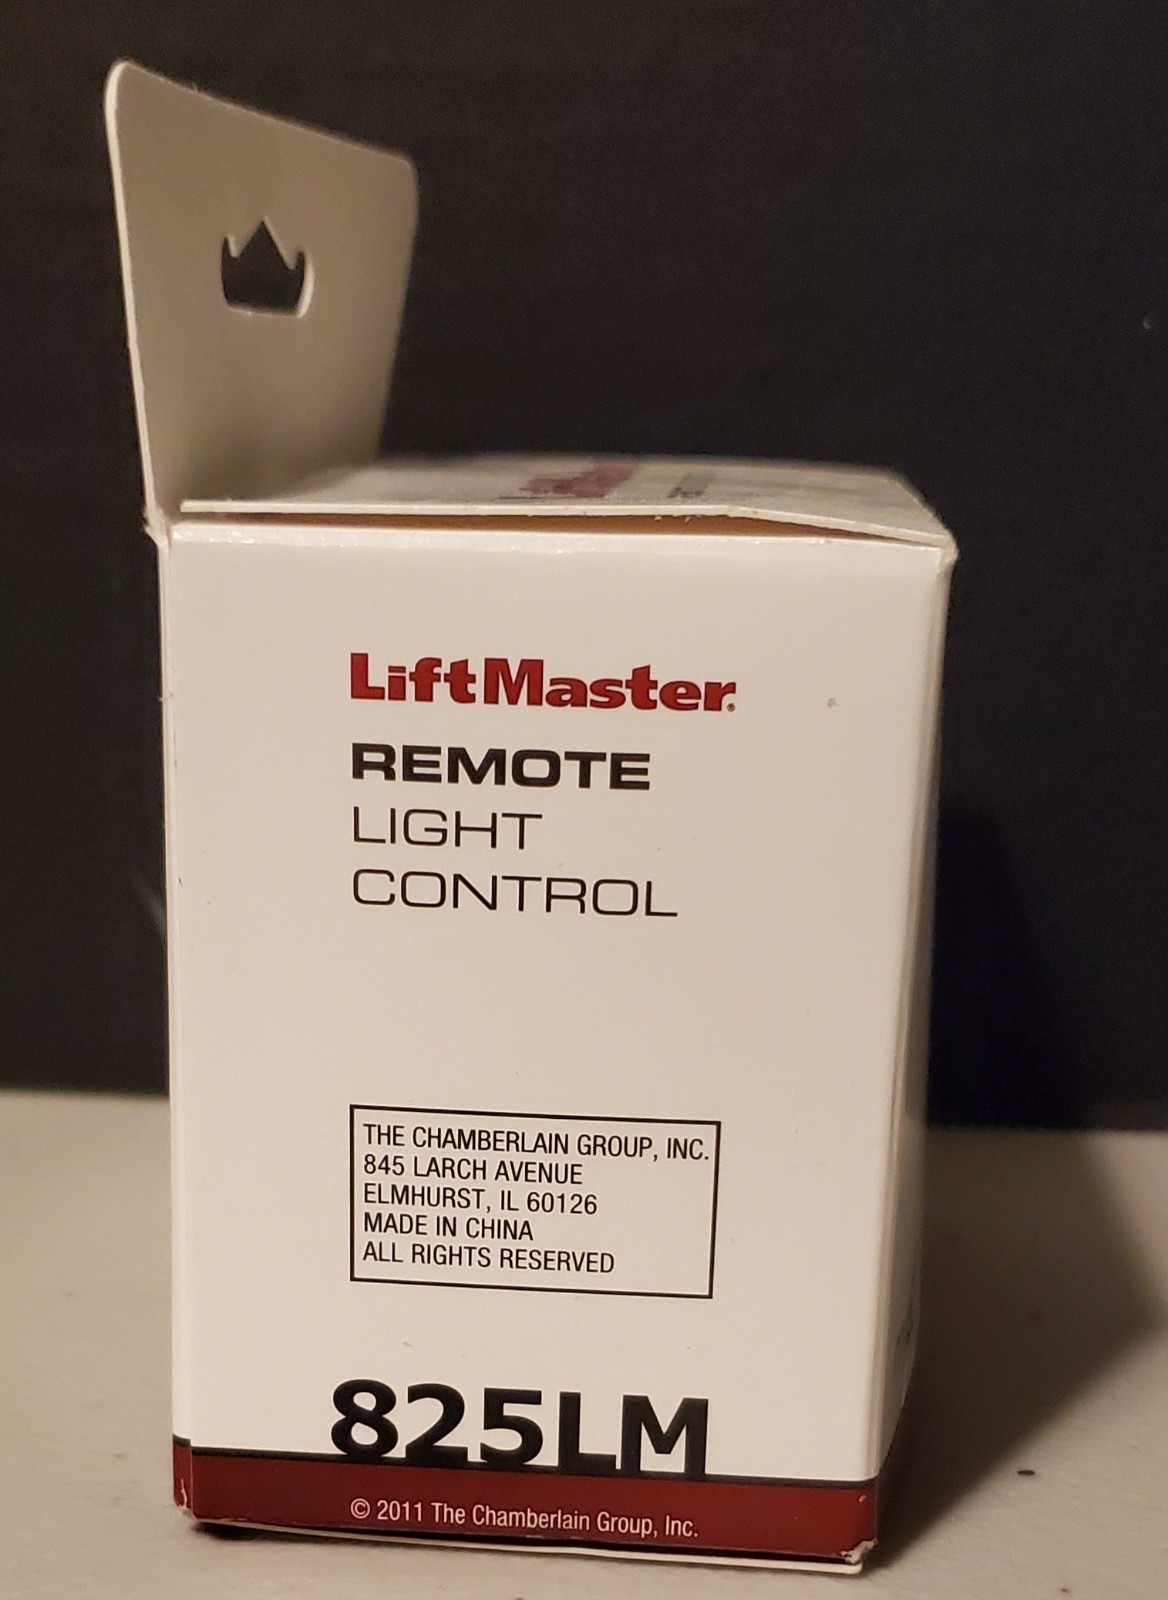 LiftMaster®
REMOTE
LIGHT
CONTROL
THE CHAMBERLAIN GROUP, INC.
845 LARCH AVENUE
ELMHURST, IL 60126
MADE IN CHINA
ALL RIGHTS RESERVED
825LM
© 2011 The Chamberlain Group, Inc.